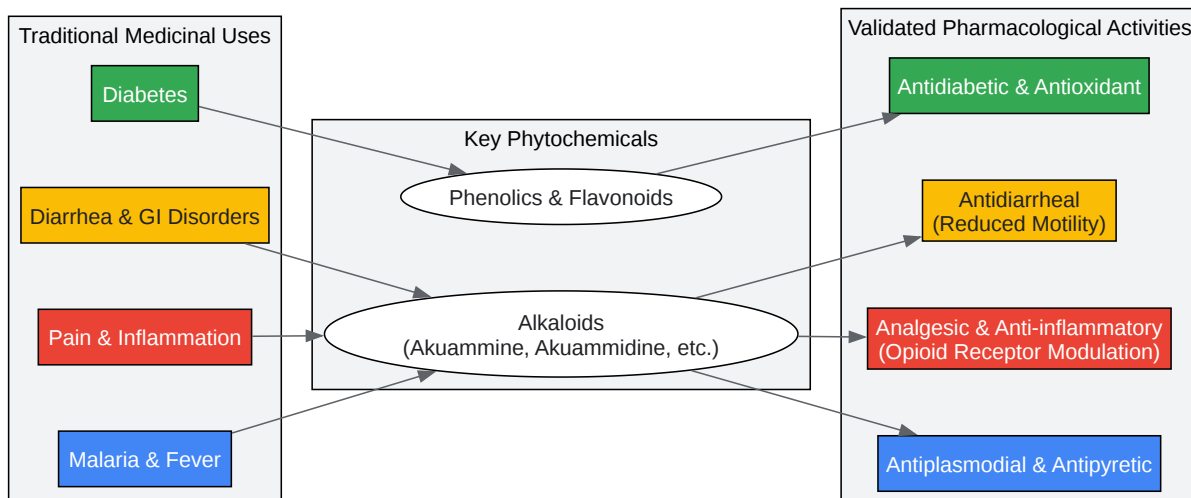 Traditional Medicinal Uses
Diabetes
Diarrhea & GI Disorders
Pain & Inflammation
Malaria & Fever
Key Phytochemicals
Phenolics & Flavonoids
Alkaloids
(Akuammine, Akuammidine, etc.)
Validated Pharmacological Activities
Antidiabetic & Antioxidant
Antidiarrheal
(Reduced Motility)
Analgesic & Anti-inflammatory
(Opioid Receptor Modulation)
Antiplasmodial & Antipyretic